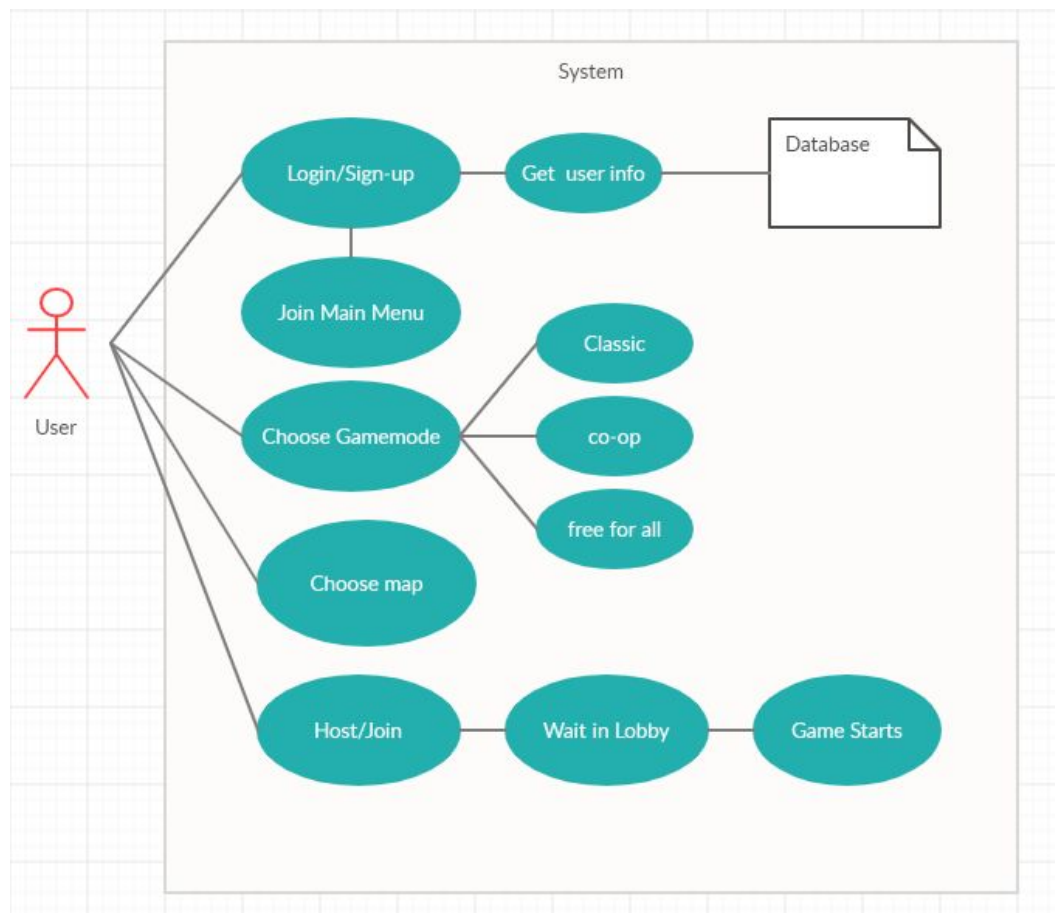 System
Login/Sign-up
Get user info
Database
Join Main Menu
Classic
User
Choose Gamemode
co-op
free for all
Choose map
Host/Join
Wait in Lobby
Game Starts